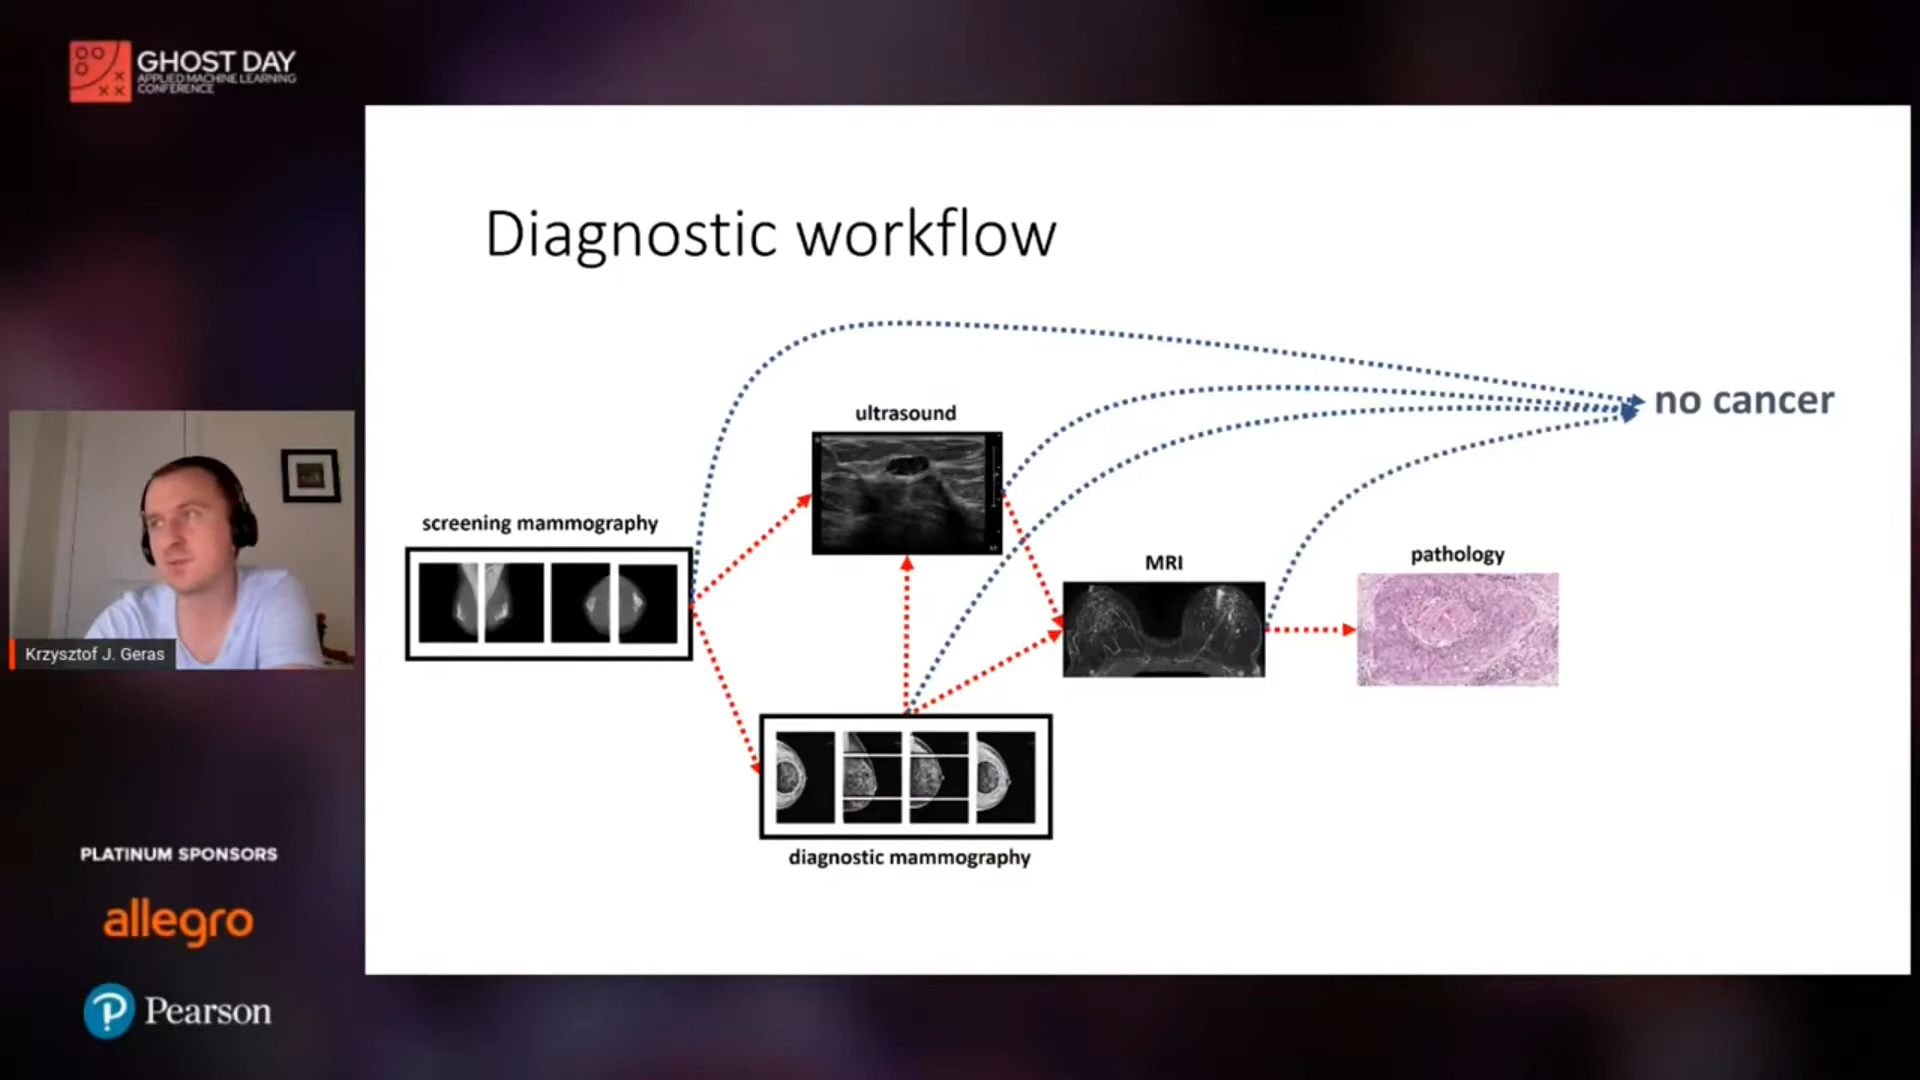 GHOST DAY
APPLIED MACHINE LEARNING
CONFERENCE
Diagnostic workflow
no cancer
ultrasound
screening mammography
MRI
pathology
diagnostic mammography
Krzysztof J. Geras
PLATINUM SPONSORS
allegro
P Pearson